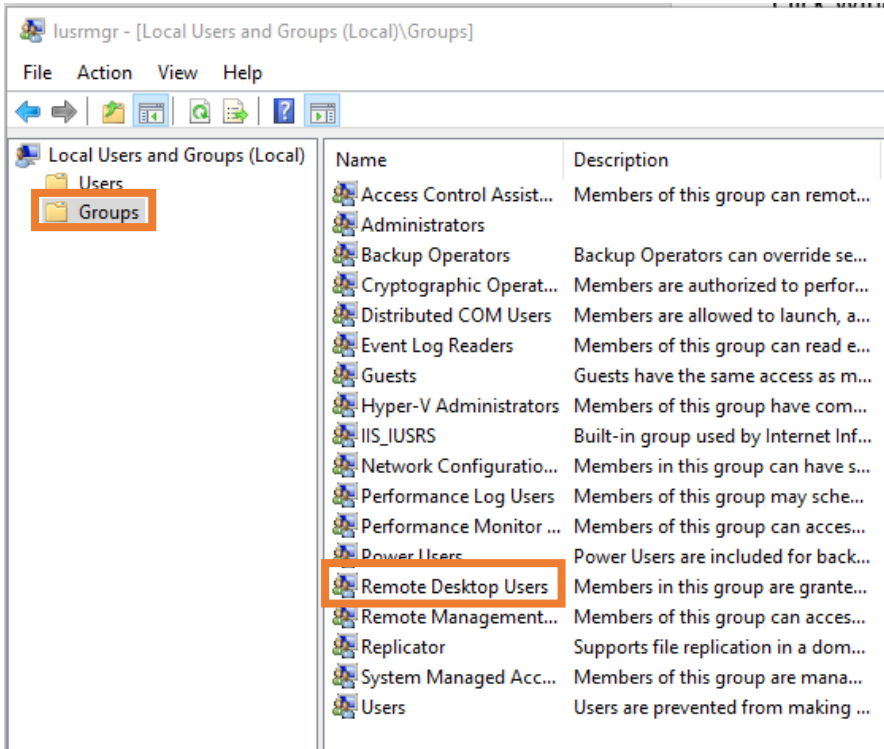 lusrmgr - [Local Users and Groups (Local)\Groups]
File Action View Help
Local Users and Groups (Local)
Users
Groups
Name Description
Access Control Assist... Members of this group can remot...
Administrators
Backup Operators Backup Operators can override se...
Cryptographic Operat... Members are authorized to perfor...
Distributed COM Users Members are allowed to launch, a...
Event Log Readers Members of this group can read e...
Guests Guests have the same access as m...
Hyper-V Administrators Members of this group have com...
IIS_IUSRS Built-in group used by Internet Inf...
Network Configuratio... Members in this group can have s...
Performance Log Users Members of this group may sche...
Performance Monitor ... Members of this group can acces...
Power Users Power Users are included for back...
Remote Desktop Users Members in this group are grante...
Remote Management... Members of this group can acces...
Replicator Supports file replication in a dom...
System Managed Acc... Members of this group are mana...
Users Users are prevented from making ...